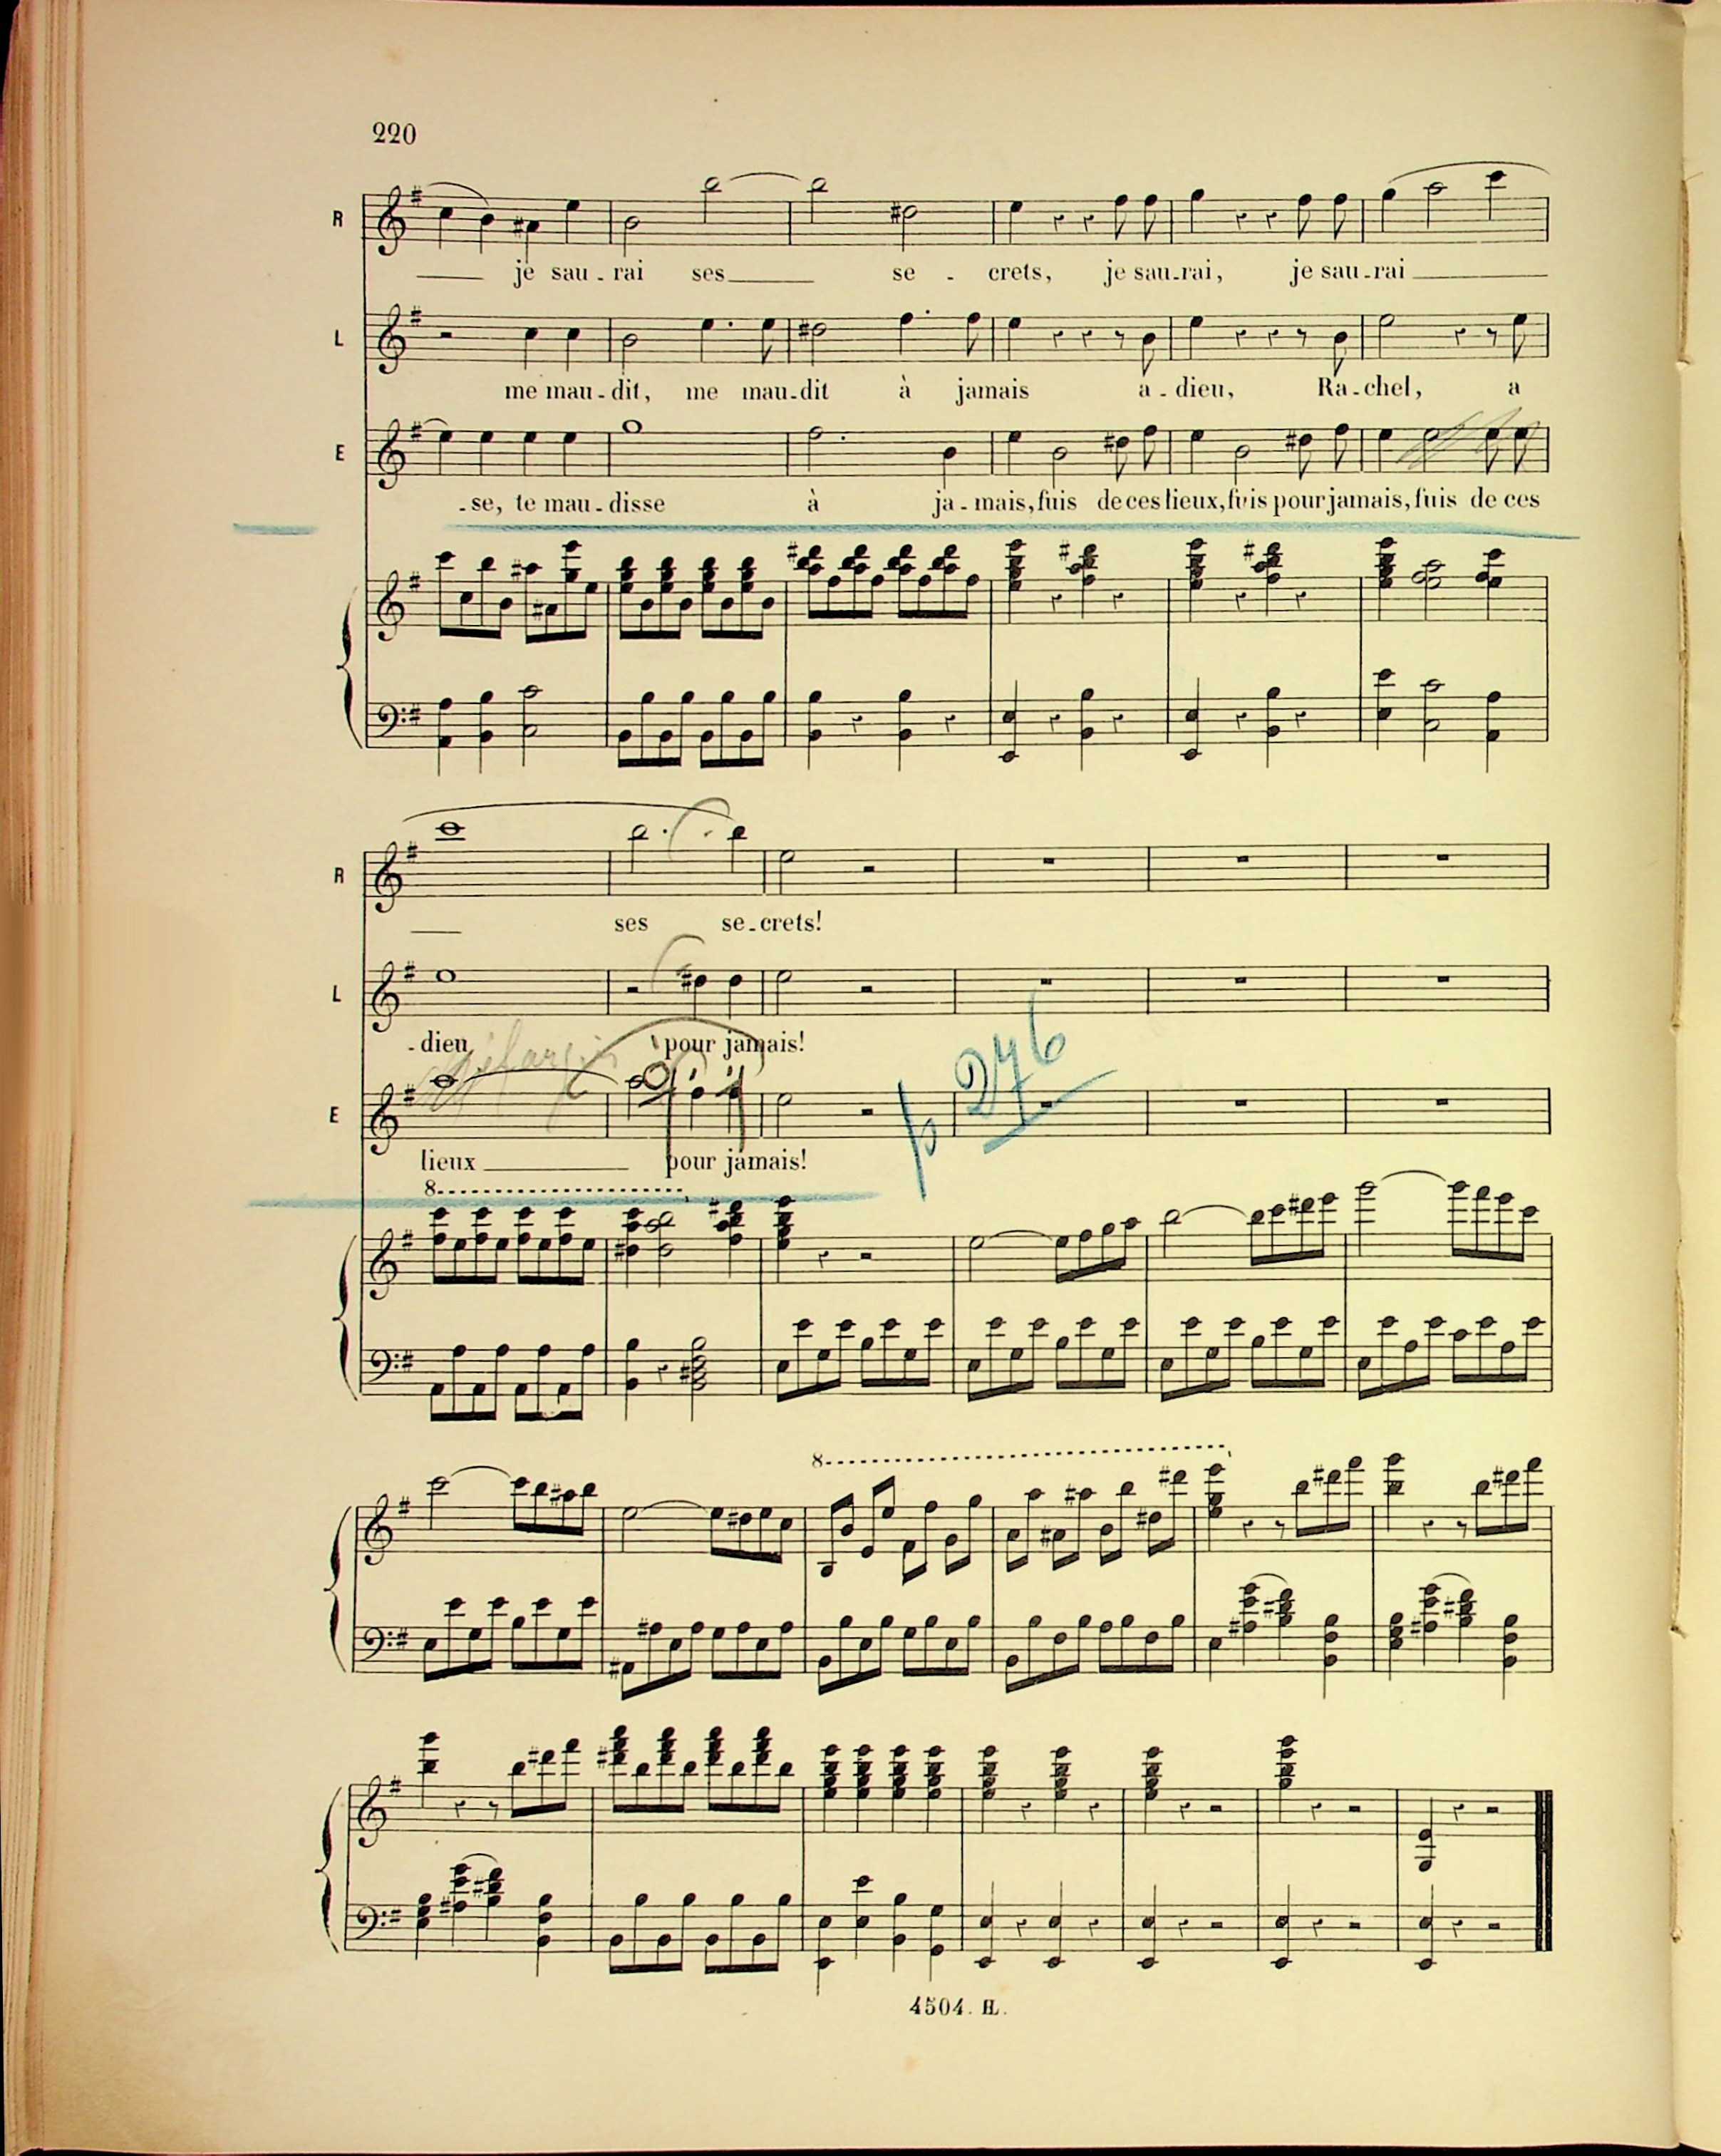 220
R
je sau - rai ses se - crets, je sau - rai, je sau - rai
L
me mau - dit, me mau - dit à jamais a - dieu, Ra - chel, a
E
- se, te mau - disse à ja - mais, fuis de ces lieux, fuis pour jamais, fuis de ces
R
ses se - crets!
L
- dieu, pour jamais!
E
lieux pour jamais!
p 276
8
8
4504. H.